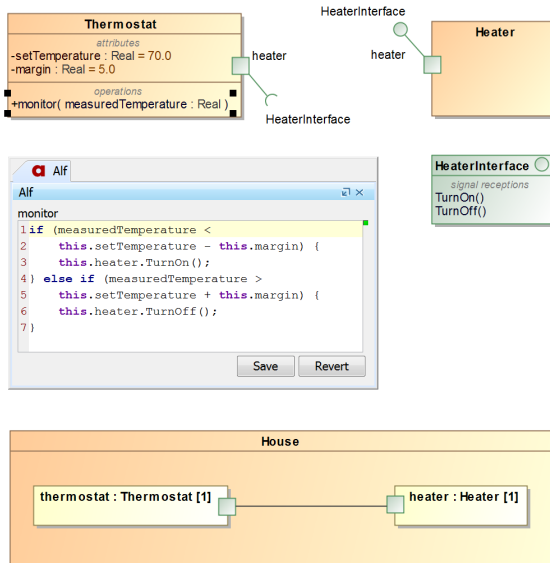 HeaterInterface
Thermostat
attributes
-setTemperature : Real = 70.0
-margin : Real = 5.0
operations
+monitor( measuredTemperature : Real )
heater
HeaterInterface
heater
Heater
HeaterInterface
signal receptions
TurnOn()
TurnOff()
a Alf
Alf
monitor
1 if (measuredTemperature <
2 this.setTemperature - this.margin) {
3 this.heater.TurnOn();
4 } else if (measuredTemperature >
5 this.setTemperature + this.margin) {
6 this.heater.TurnOff();
7 }
Save Revert
House
thermostat : Thermostat [1] heater : Heater [1]